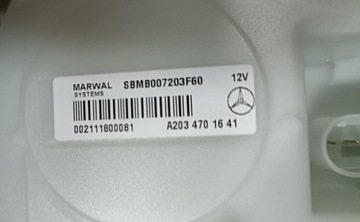 MARWAL SBMB007203F60 12V
SYSTEMS
002111800081 A203 470 16 41